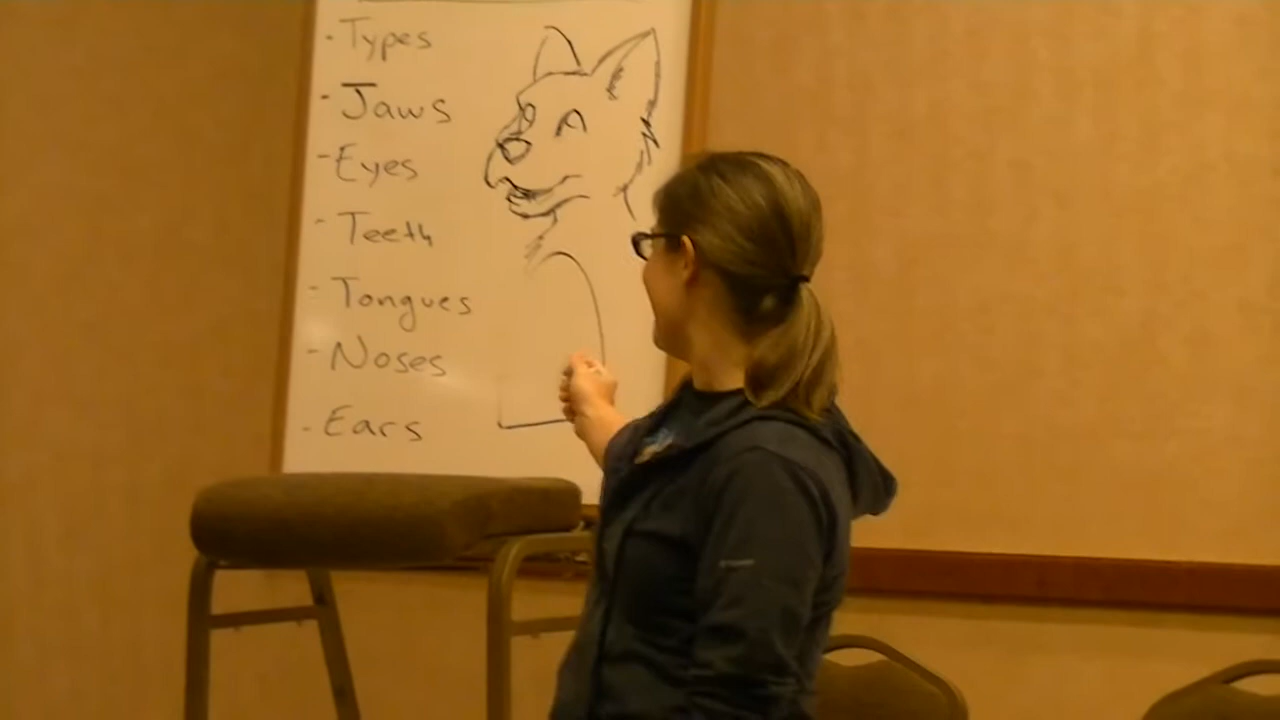 · Types
- Jaws
- Eyes
- Teeth
- Tongues
- Noses
- Ears